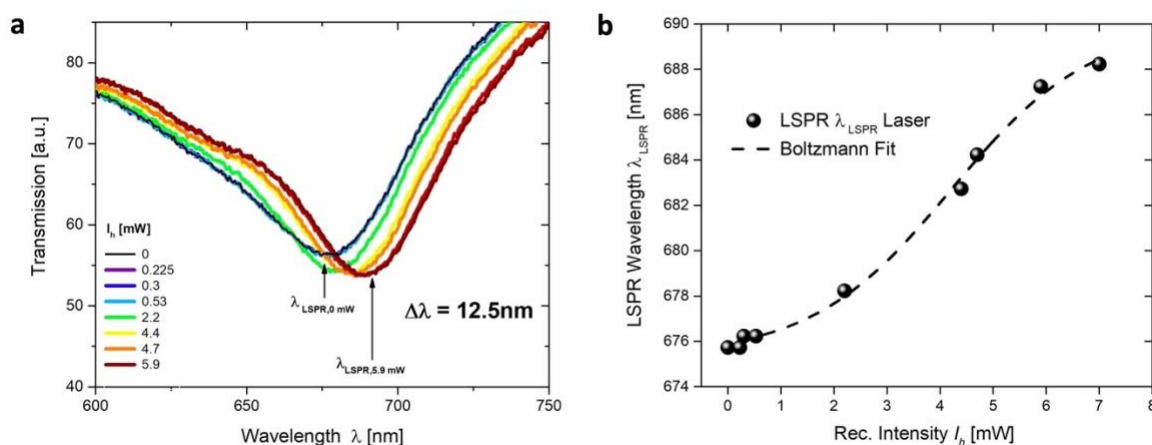 a
Transmission [a.u.]
80
70
60
50
40
I_h [mW]
0
0.225
0.3
0.53
2.2
4.4
4.7
5.9
λ LSPR,0 mW
λLSPR,5.9 mW
Δλ = 12.5nm
600
650
700
750
Wavelength λ [nm]
b
LSPR Wavelength λ_LSPR [nm]
690
688
686
684
682
680
678
676
674
LSPR λ_LSPR Laser
Boltzmann Fit
0
1
2
3
4
5
6
7
8
Rec. Intensity I_h [mW]